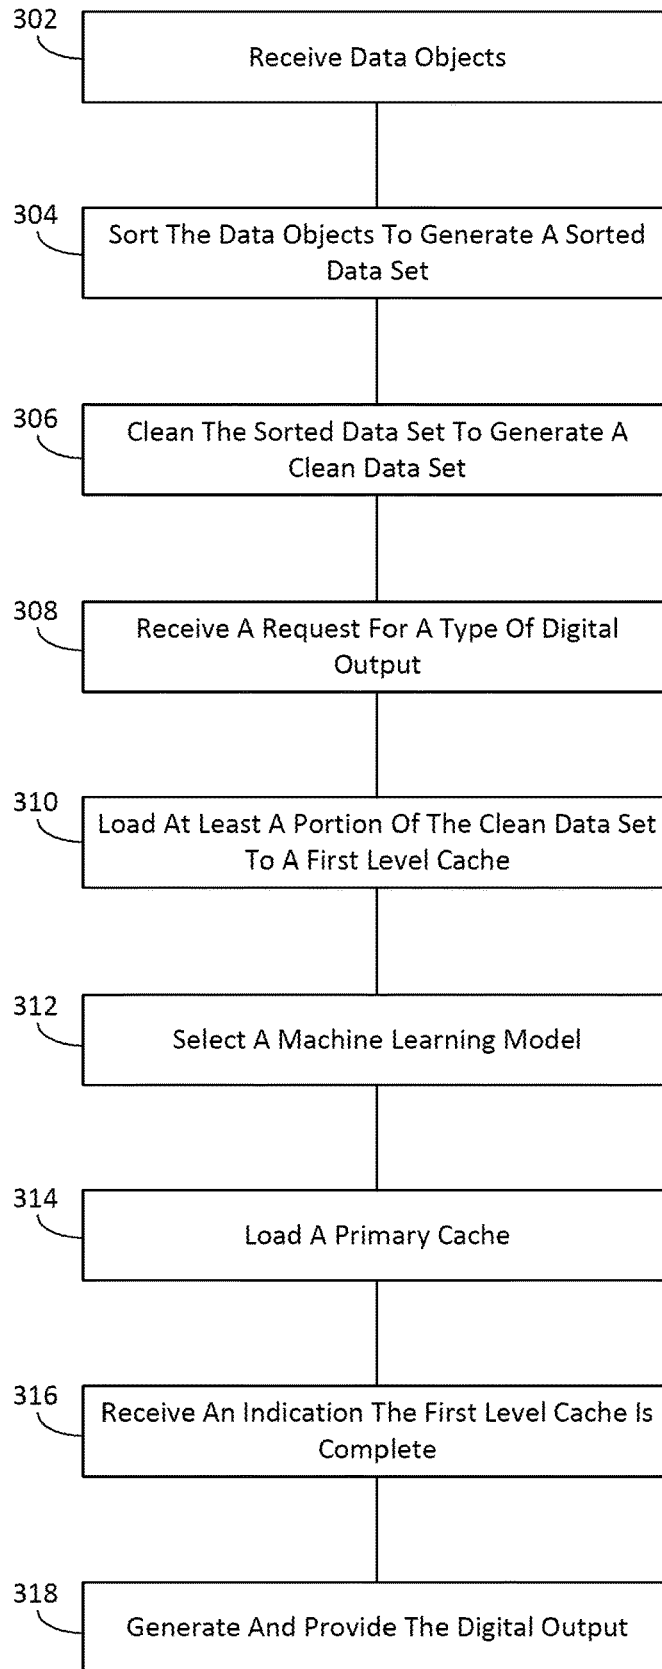 302
Receive Data Objects
304
Sort The Data Objects To Generate A Sorted
Data Set
306
Clean The Sorted Data Set To Generate A
Clean Data Set
308
Receive A Request For A Type Of Digital
Output
310
Load At Least A Portion Of The Clean Data Set
To A First Level Cache
312
Select A Machine Learning Model
314
Load A Primary Cache
316
Receive An Indication The First Level Cache Is
Complete
318
Generate And Provide The Digital Output